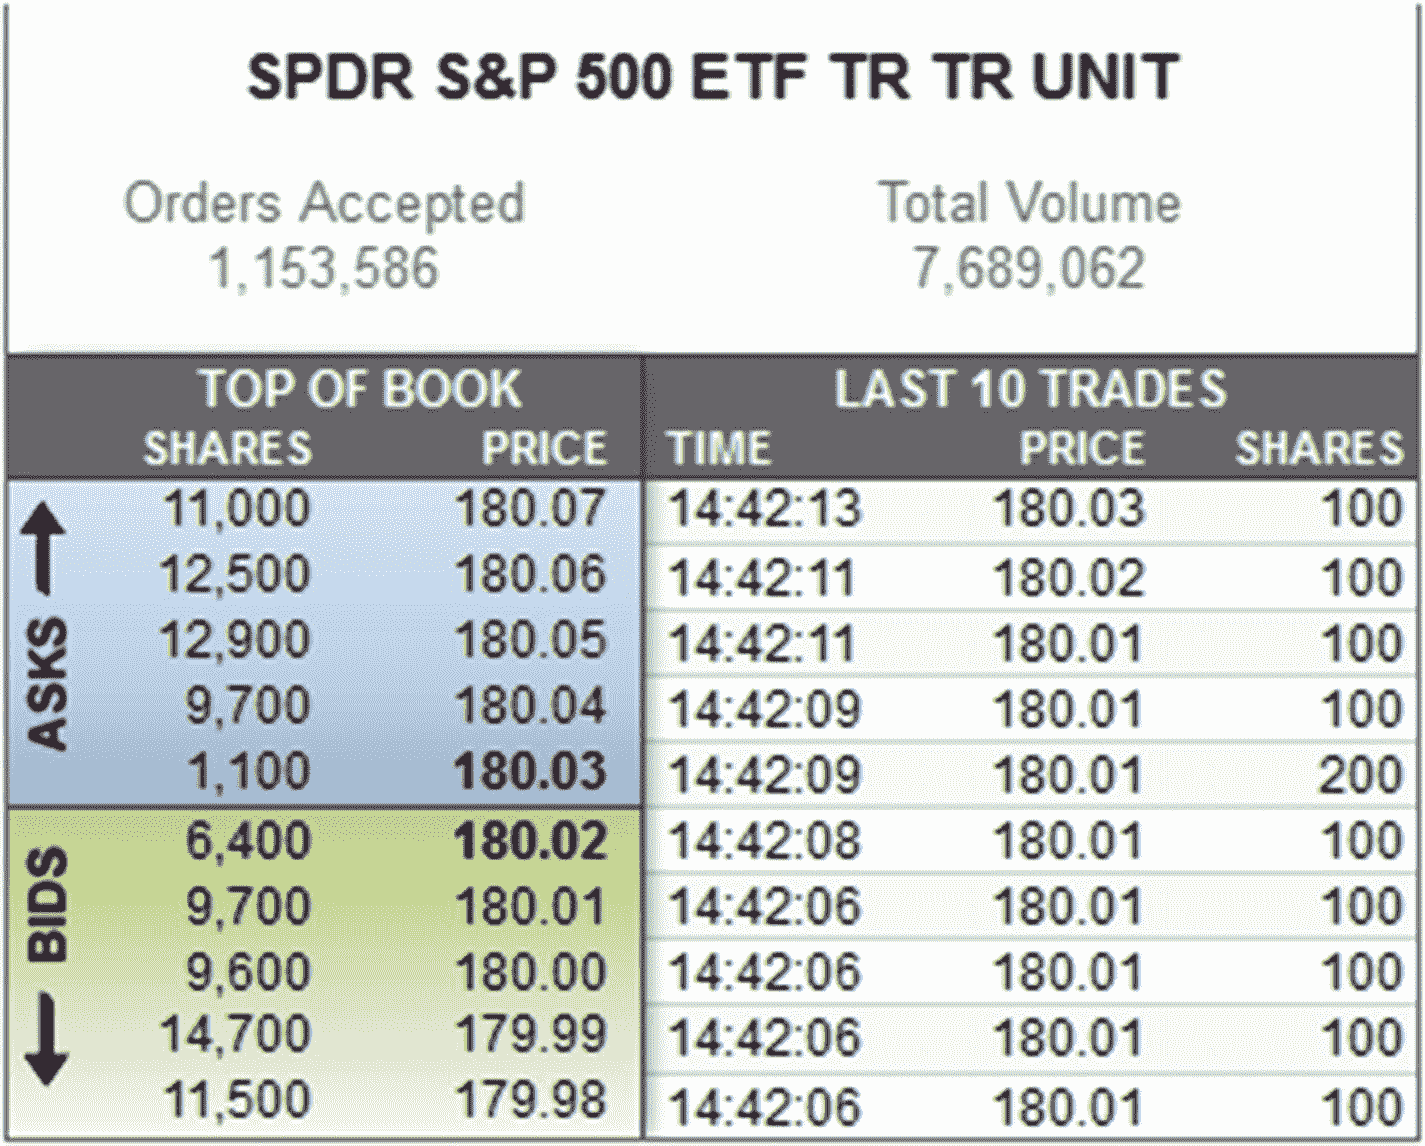 SPDR S&P 500 ETF TR TR UNIT
Orders Accepted Total Volume
1,153,586 7,689,062
TOP OF BOOK LAST 10 TRADES
SHARES PRICE TIME PRICE SHARES
ASKS
11,000 180.07 14:42:13 180.03 100
12,500 180.06 14:42:11 180.02 100
12,900 180.05 14:42:11 180.01 100
9,700 180.04 14:42:09 180.01 100
1,100 180.03 14:42:09 180.01 200
BIDS
6,400 180.02 14:42:08 180.01 100
9,700 180.01 14:42:06 180.01 100
9,600 180.00 14:42:06 180.01 100
14,700 179.99 14:42:06 180.01 100
11,500 179.98 14:42:06 180.01 100